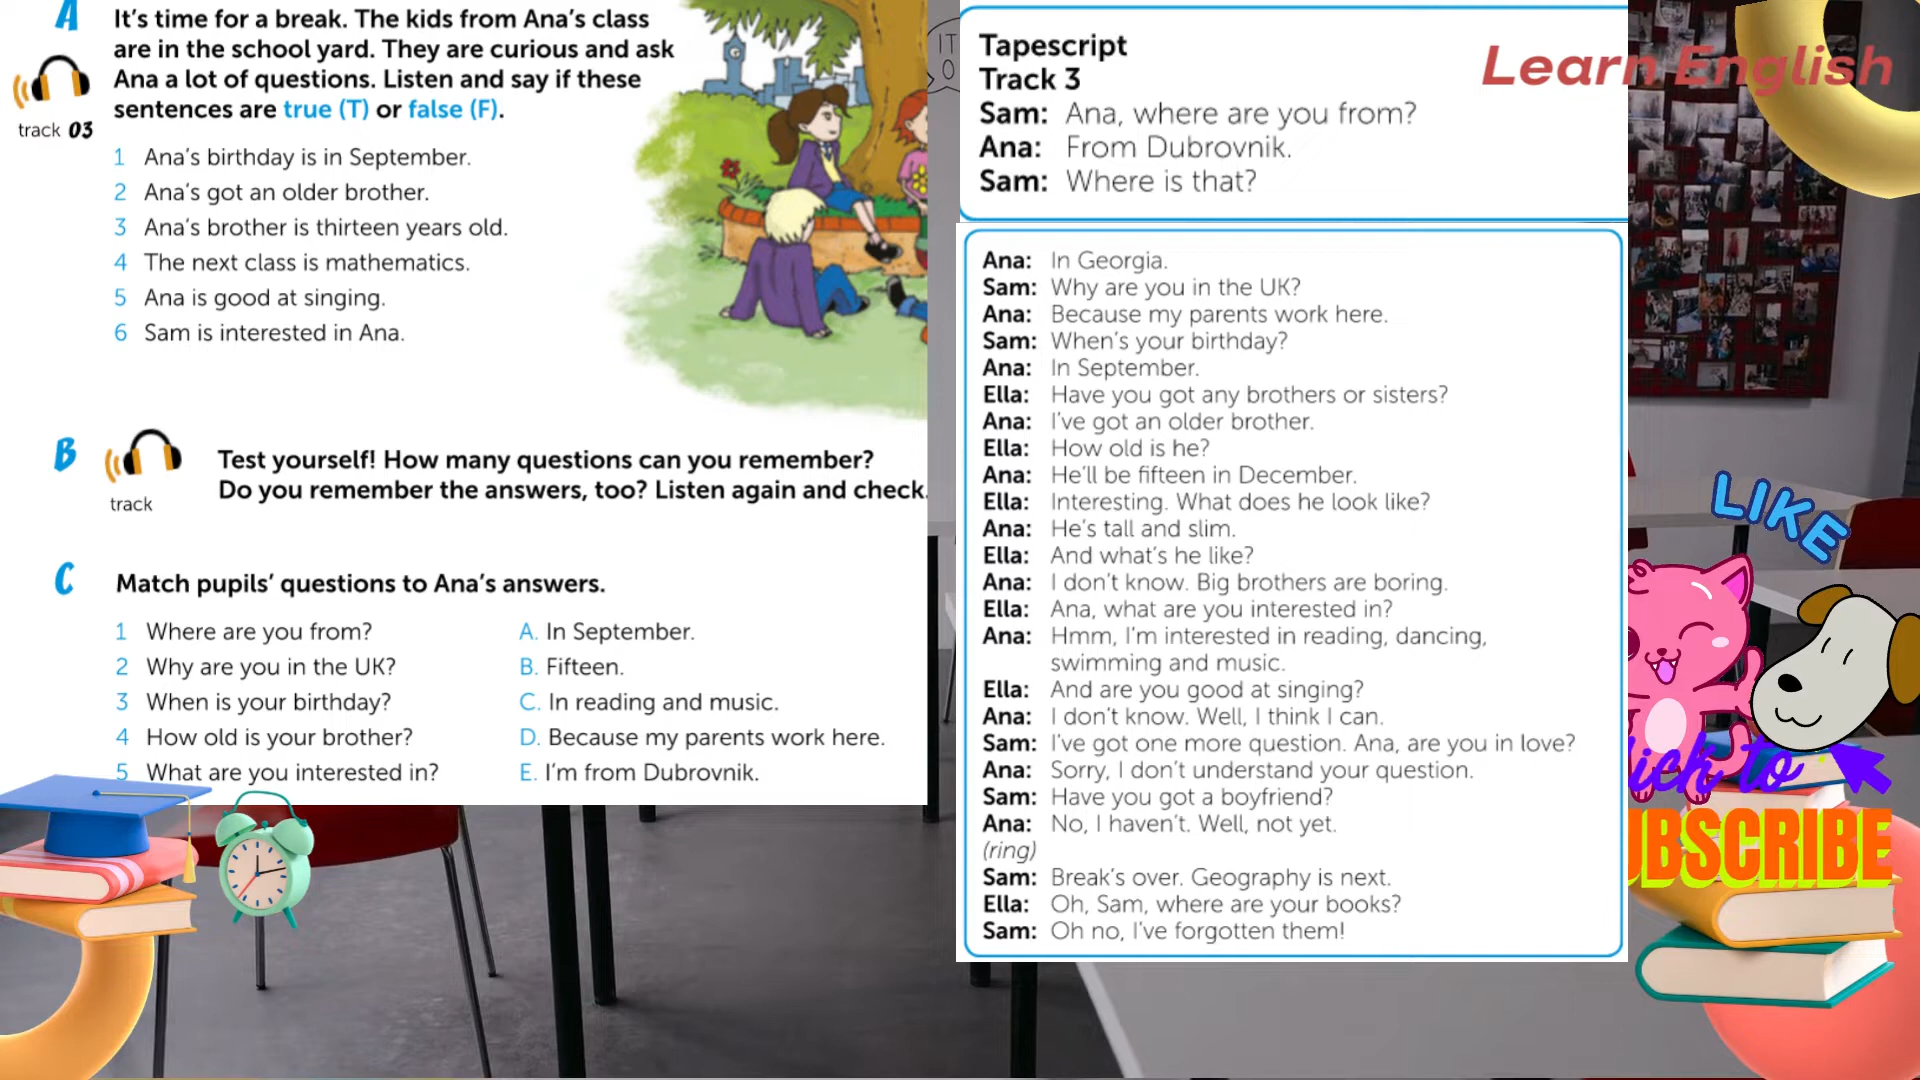 A
It's time for a break. The kids from Ana's class
are in the school yard. They are curious and ask
Ana a lot of questions. Listen and say if these
sentences are true (T) or false (F).
track 03
1 Ana's birthday is in September.
2 Ana's got an older brother.
3 Ana's brother is thirteen years old.
4 The next class is mathematics.
5 Ana is good at singing.
6 Sam is interested in Ana.
B
Test yourself! How many questions can you remember?
Do you remember the answers, too? Listen again and check.
track
C
Match pupils' questions to Ana's answers.
1 Where are you from?
2 Why are you in the UK?
3 When is your birthday?
4 How old is your brother?
5 What are you interested in?
A. In September.
B. Fifteen.
C. In reading and music.
D. Because my parents work here.
E. I'm from Dubrovnik.
IT
O
Tapescript
Track 3
Sam: Ana, where are you from?
Ana: From Dubrovnik.
Sam: Where is that?
Ana: In Georgia.
Sam: Why are you in the UK?
Ana: Because my parents work here.
Sam: When's your birthday?
Ana: In September.
Ella: Have you got any brothers or sisters?
Ana: I've got an older brother.
Ella: How old is he?
Ana: He'll be fifteen in December.
Ella: Interesting. What does he look like?
Ana: He's tall and slim.
Ella: And what's he like?
Ana: I don't know. Big brothers are boring.
Ella: Ana, what are you interested in?
Ana: Hmm, I'm interested in reading, dancing,
swimming and music.
Ella: And are you good at singing?
Ana: I don't know. Well, I think I can.
Sam: I've got one more question. Ana, are you in love?
Ana: Sorry, I don't understand your question.
Sam: Have you got a boyfriend?
Ana: No, I haven't. Well, not yet.
(ring)
Sam: Break's over. Geography is next.
Ella: Oh, Sam, where are your books?
Sam: Oh no, I've forgotten them!
Learn English
LIKE
lick to
UBSCRIBE